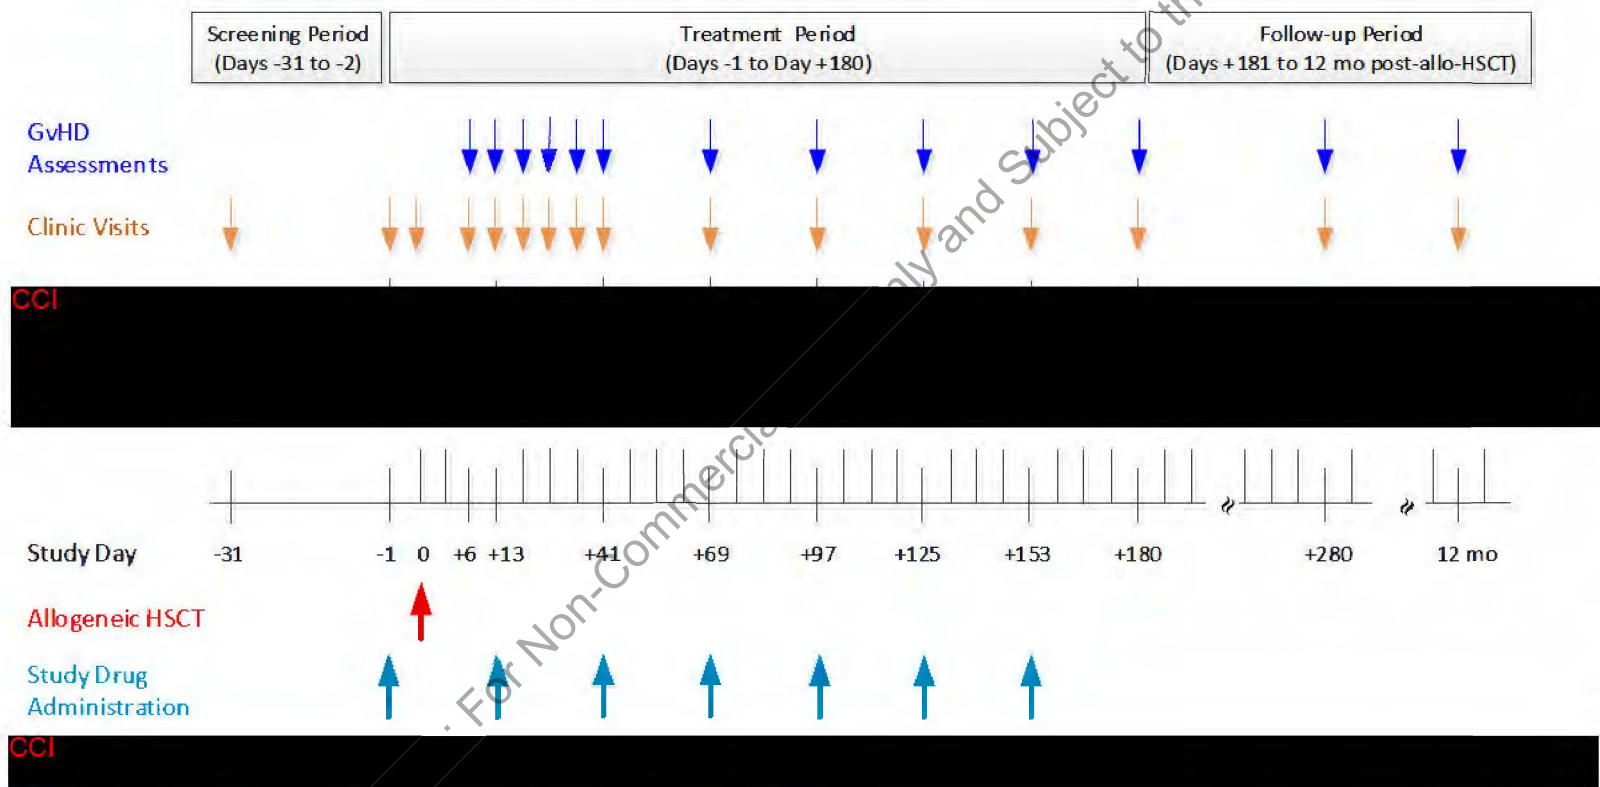 Screening Period
(Days -31 to -2)
Treatment Period
(Days -1 to Day +180)
Follow-up Period
(Days +181 to 12 mo post-allo-HSCT)
GvHD
Assessments
Clinic Visits
CCI
Study Day -31 -1 0 +6 +13 +41 +69 +97 +125 +153 +180 +280 12 mo
Allogeneic HSCT
Study Drug
Administration
CCI
: For Non-Commercial nly and Subject to th